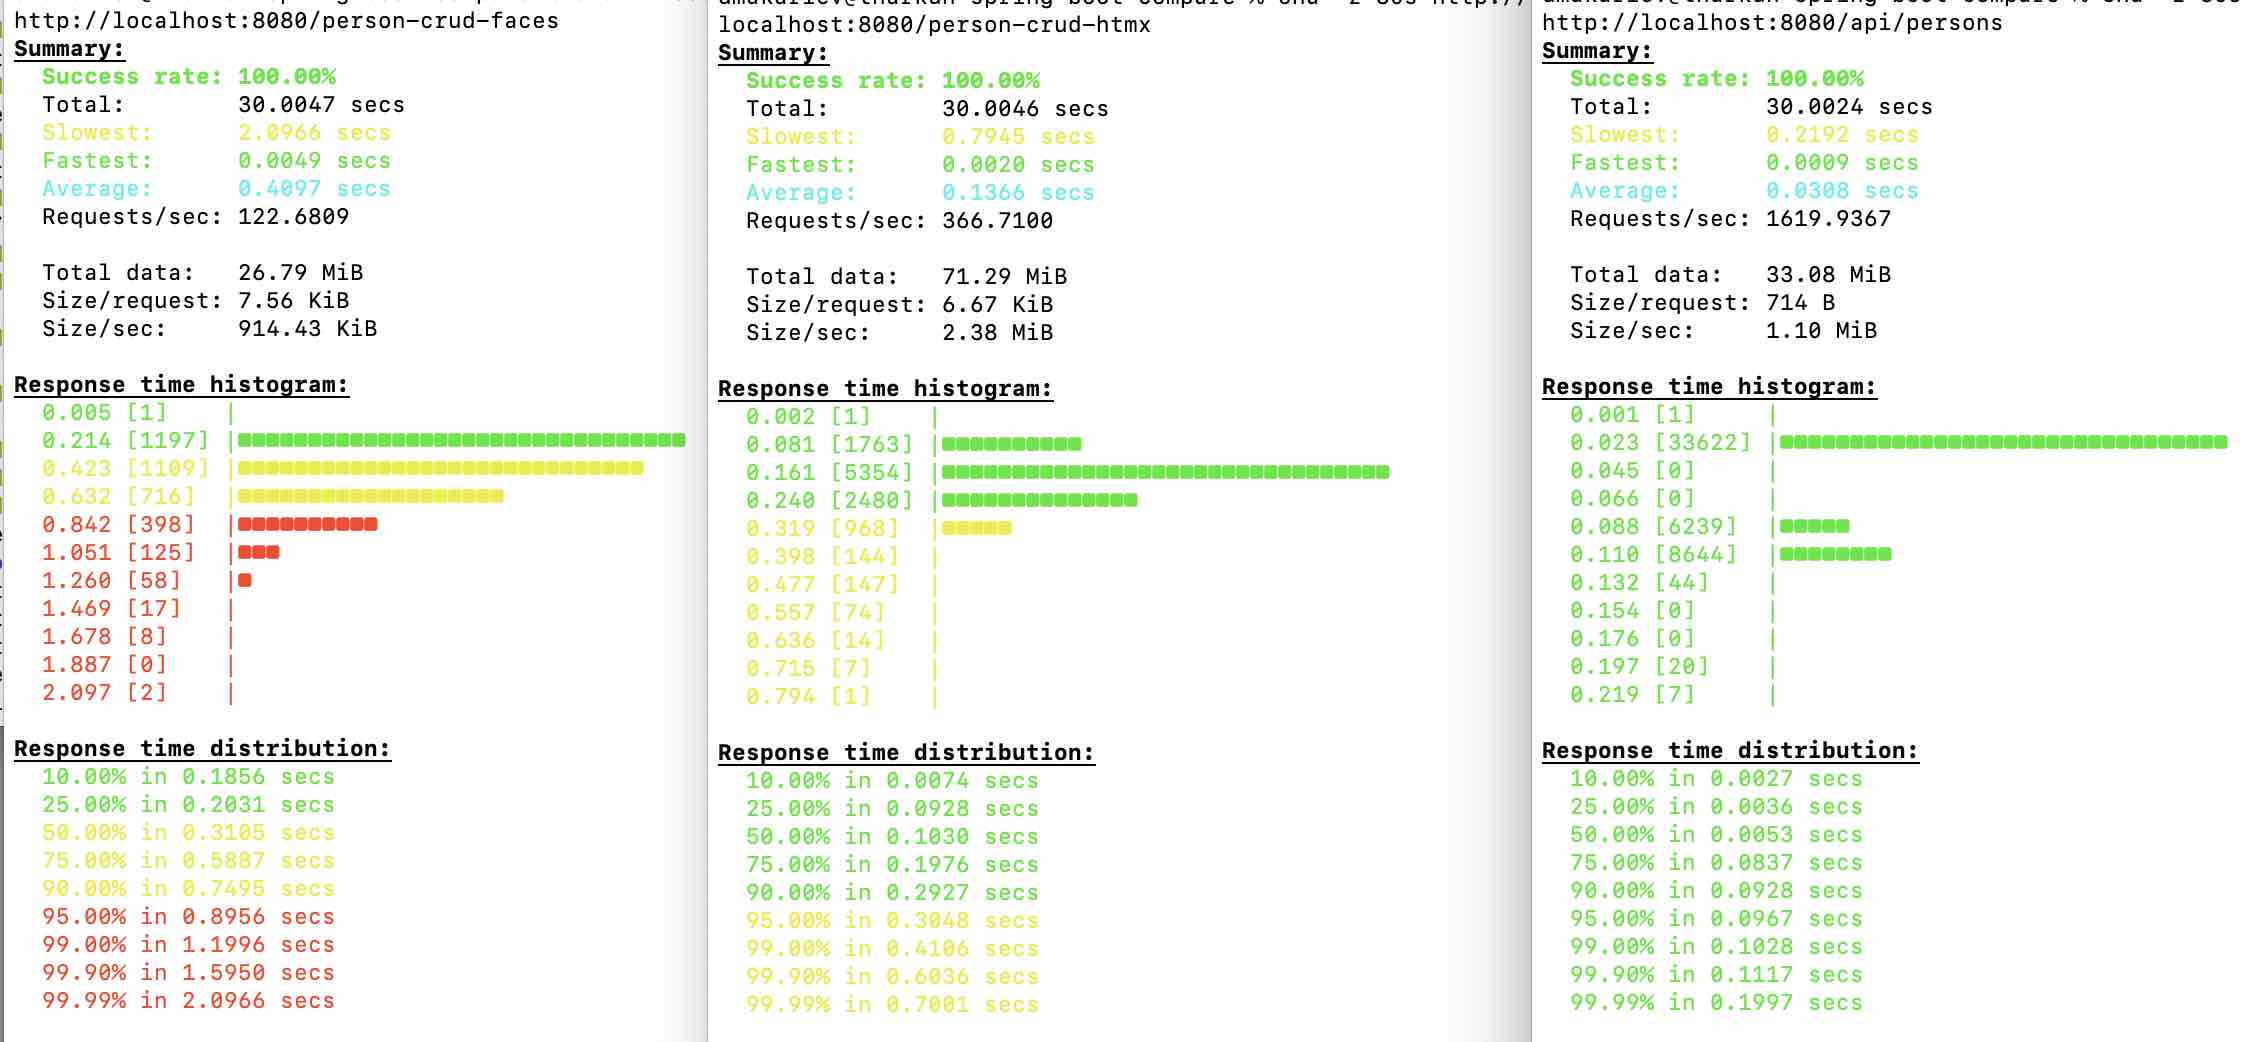 http://localhost:8080/person-crud-faces
Summary:
Success rate: 100.00%
Total: 30.0047 secs
Slowest: 2.0966 secs
Fastest: 0.0049 secs
Average: 0.4097 secs
Requests/sec: 122.6809
Total data: 26.79 MiB
Size/request: 7.56 KiB
Size/sec: 914.43 KiB
Response time histogram:
0.005 [1] |
0.214 [1197] |
0.423 [1109] |
0.632 [716] |
0.842 [398] |
1.051 [125] |
1.260 [58] |
1.469 [17] |
1.678 [8] |
1.887 [0] |
2.097 [2] |
Response time distribution:
10.00% in 0.1856 secs
25.00% in 0.2031 secs
50.00% in 0.3105 secs
75.00% in 0.5887 secs
90.00% in 0.7495 secs
95.00% in 0.8956 secs
99.00% in 1.1996 secs
99.90% in 1.5950 secs
99.99% in 2.0966 secs
localhost:8080/person-crud-htmx
Summary:
Success rate: 100.00%
Total: 30.0046 secs
Slowest: 0.7945 secs
Fastest: 0.0020 secs
Average: 0.1366 secs
Requests/sec: 366.7100
Total data: 71.29 MiB
Size/request: 6.67 KiB
Size/sec: 2.38 MiB
Response time histogram:
0.002 [1] |
0.081 [1763] |
0.161 [5354] |
0.240 [2480] |
0.319 [968] |
0.398 [144] |
0.477 [147] |
0.557 [74] |
0.636 [14] |
0.715 [7] |
0.794 [1] |
Response time distribution:
10.00% in 0.0074 secs
25.00% in 0.0928 secs
50.00% in 0.1030 secs
75.00% in 0.1976 secs
90.00% in 0.2927 secs
95.00% in 0.3048 secs
99.00% in 0.4106 secs
99.90% in 0.6036 secs
99.99% in 0.7001 secs
http://localhost:8080/api/persons
Summary:
Success rate: 100.00%
Total: 30.0024 secs
Slowest: 0.2192 secs
Fastest: 0.0009 secs
Average: 0.0308 secs
Requests/sec: 1619.9367
Total data: 33.08 MiB
Size/request: 714 B
Size/sec: 1.10 MiB
Response time histogram:
0.001 [1] |
0.023 [33622] |
0.045 [0] |
0.066 [0] |
0.088 [6239] |
0.110 [8644] |
0.132 [44] |
0.154 [0] |
0.176 [0] |
0.197 [20] |
0.219 [7] |
Response time distribution:
10.00% in 0.0027 secs
25.00% in 0.0036 secs
50.00% in 0.0053 secs
75.00% in 0.0837 secs
90.00% in 0.0928 secs
95.00% in 0.0967 secs
99.00% in 0.1028 secs
99.90% in 0.1117 secs
99.99% in 0.1997 secs